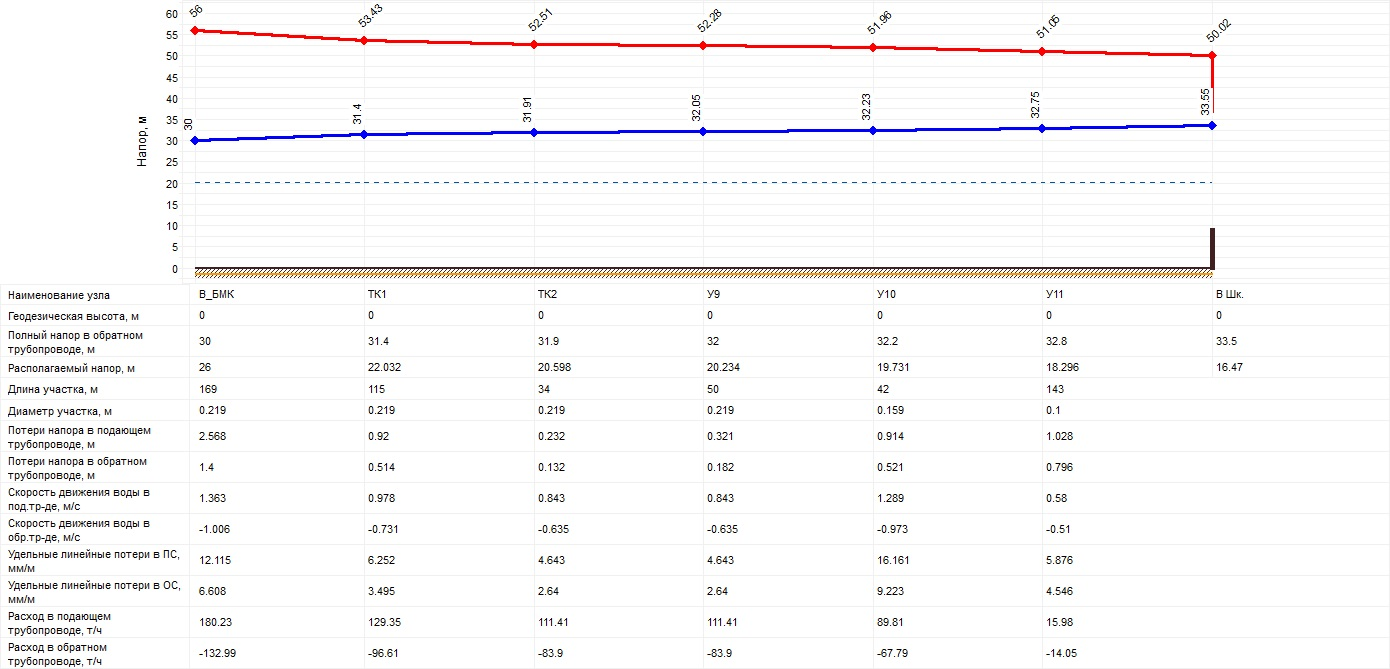 56
53.43
52.51
52.28
51.96
51.05
50.02
60
55
50
45
40
35
30
25
20
15
10
5
0
Напор, м
30
31.4
31.91
32.05
32.23
32.75
33.55
Наименование узла В_БМК ТК1 ТК2 У9 У10 У11 В Шк.
Геодезическая высота, м 0 0 0 0 0 0 0
Полный напор в обратном
трубопроводе, м 30 31.4 31.9 32 32.2 32.8 33.5
Располагаемый напор, м 26 22.032 20.598 20.234 19.731 18.296 16.47
Длина участка, м 169 115 34 50 42 143
Диаметр участка, м 0.219 0.219 0.219 0.219 0.159 0.1
Потери напора в подающем
трубопроводе, м 2.568 0.92 0.232 0.321 0.914 1.028
Потери напора в обратном
трубопроводе, м 1.4 0.514 0.132 0.182 0.521 0.796
Скорость движения воды в
под.тр-де, м/с 1.363 0.978 0.843 0.843 1.289 0.58
Скорость движения воды в
обр.тр-де, м/с -1.006 -0.731 -0.635 -0.635 -0.973 -0.51
Удельные линейные потери в ПС,
мм/м 12.115 6.252 4.643 4.643 16.161 5.876
Удельные линейные потери в ОС,
мм/м 6.608 3.495 2.64 2.64 9.223 4.546
Расход в подающем
трубопроводе, т/ч 180.23 129.35 111.41 111.41 89.81 15.98
Расход в обратном
трубопроводе, т/ч -132.99 -96.61 -83.9 -83.9 -67.79 -14.05